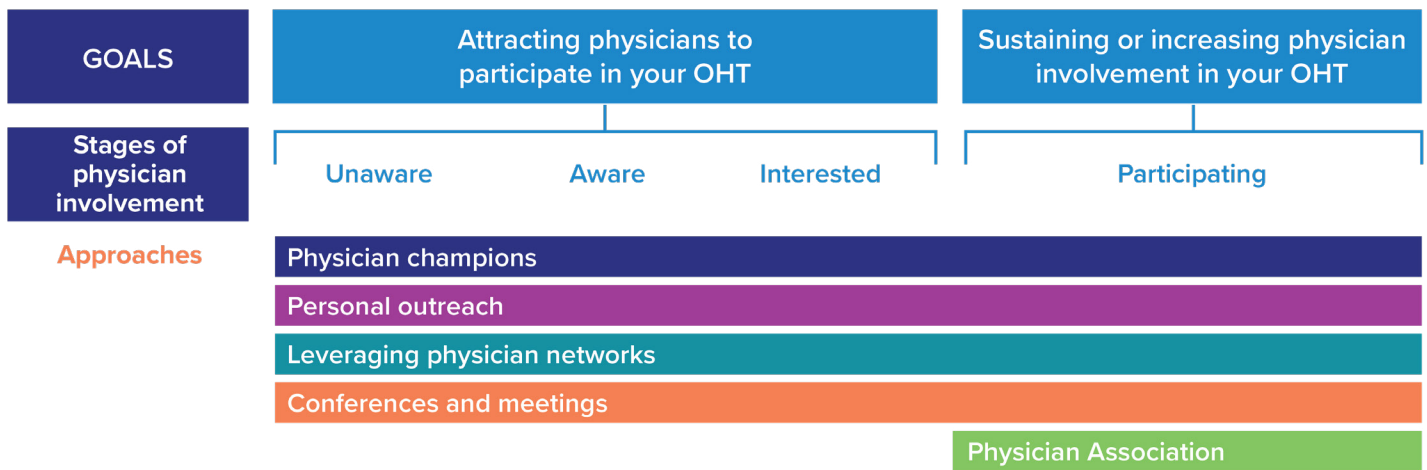 GOALS
Attracting physicians to
participate in your OHT
Sustaining or increasing physician
involvement in your OHT
Stages of
physician
involvement
Unaware
Aware
Interested
Participating
Approaches
Physician champions
Personal outreach
Leveraging physician networks
Conferences and meetings
Physician Association